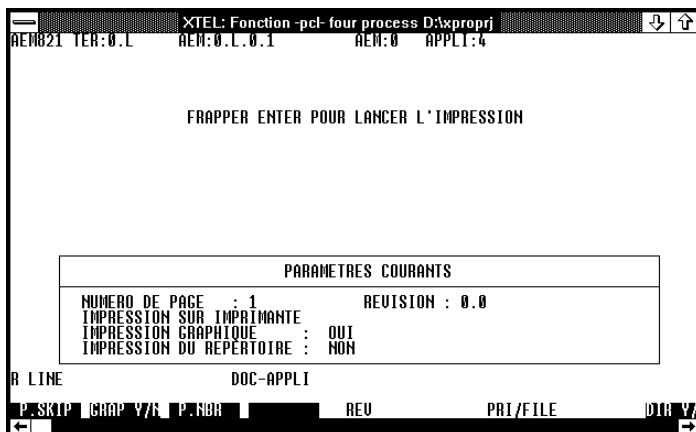 XTEL: Fonction -pcl- four process D:\xproprj
AEM821 TER:0.L AEM:0.L.0.1 AEM:0 APPLI:4
FRAPPER ENTER POUR LANCER L'IMPRESSION
PARAMETRES COURANTS
NUMERO DE PAGE : 1 REVISION : 0.0
IMPRESSION SUR IMPRIMANTE
IMPRESSION GRAPHIQUE : OUI
IMPRESSION DU REPERTOIRE : NON
R LINE DOC-APPLI
P.SKIP GRAP Y/N P.NBR REV PRI/FILE DIR Y/